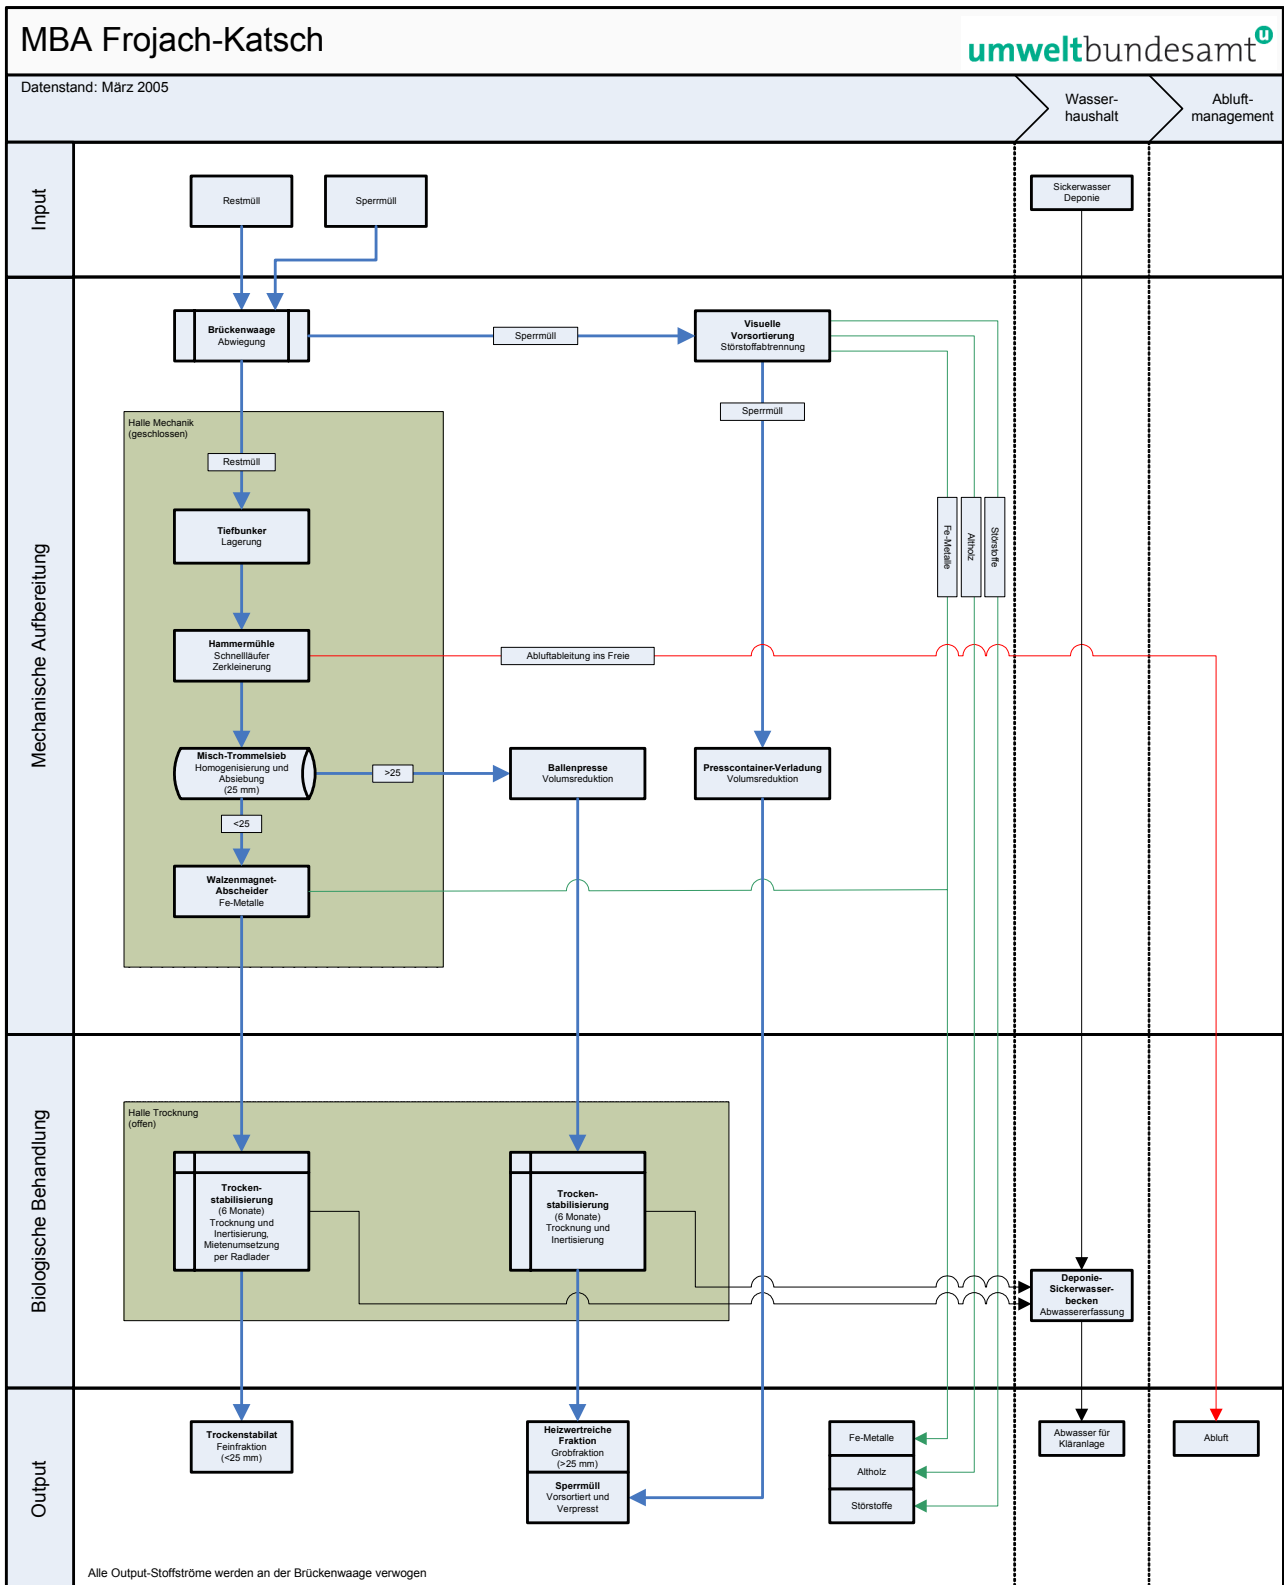 MBA Frojach-Katsch
umweltbundesamt
u
Datenstand: März 2005
Wasser-
haushalt
Abluft-
management
Input
Restmüll
Sperrmüll
Sickerwasser
Deponie
Mechanische Aufbereitung
Brückenwaage
Abwiegung
Sperrmüll
Visuelle
Vorsortierung
Störstoffabtrennung
Sperrmüll
Halle Mechanik
(geschlossen)
Restmüll
Fe-Metalle
Altholz
Störstoffe
Tiefbunker
Lagerung
Hammermühle
Schnellläufer
Zerkleinerung
Abluftableitung ins Freie
Misch-Trommelsieb
Homogenisierung und
Absiebung
(25 mm)
>25
Ballenpresse
Volumsreduktion
Presscontainer-Verladung
Volumsreduktion
<25
Walzenmagnet-
Abscheider
Fe-Metalle
Biologische Behandlung
Halle Trocknung
(offen)
Trocken-
stabilisierung
(6 Monate)
Trocknung und
Inertisierung,
Mietenumsetzung
per Radlader
Trocken-
stabilisierung
(6 Monate)
Trocknung und
Inertisierung
Deponie-
Sickerwasser-
becken
Abwassererfassung
Output
Trockenstabilat
Feinfraktion
(<25 mm)
Heizwertreiche
Fraktion
Grobfraktion
(>25 mm)
Sperrmüll
Vorsortiert und
Verpresst
Fe-Metalle
Altholz
Störstoffe
Abwasser für
Kläranlage
Abluft
Alle Output-Stoffströme werden an der Brückenwaage verwogen